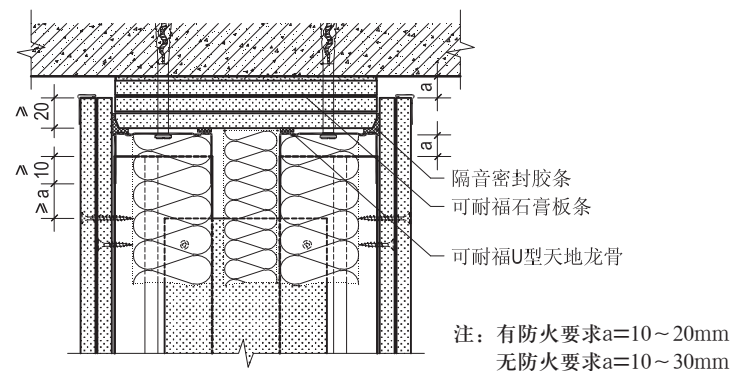 a
≥20
a
≥10
≥a
隔音密封胶条
可耐福石膏板条
可耐福U型天地龙骨
注：有防火要求a=10～20mm
无防火要求a=10～30mm